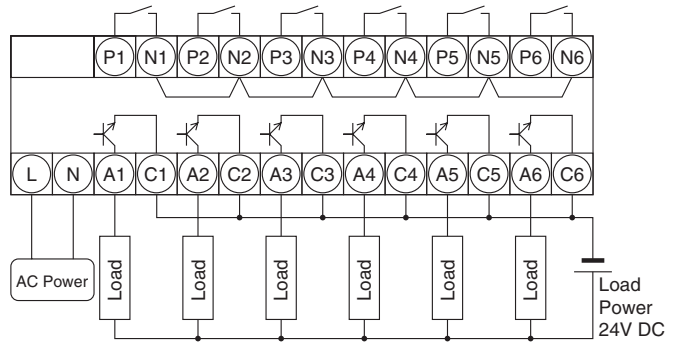 P1 N1 P2 N2 P3 N3 P4 N4 P5 N5 P6 N6
L N A1 C1 A2 C2 A3 C3 A4 C4 A5 C5 A6 C6
AC Power
Load
Load
Load
Load
Load
Load
Load
Power
24V DC